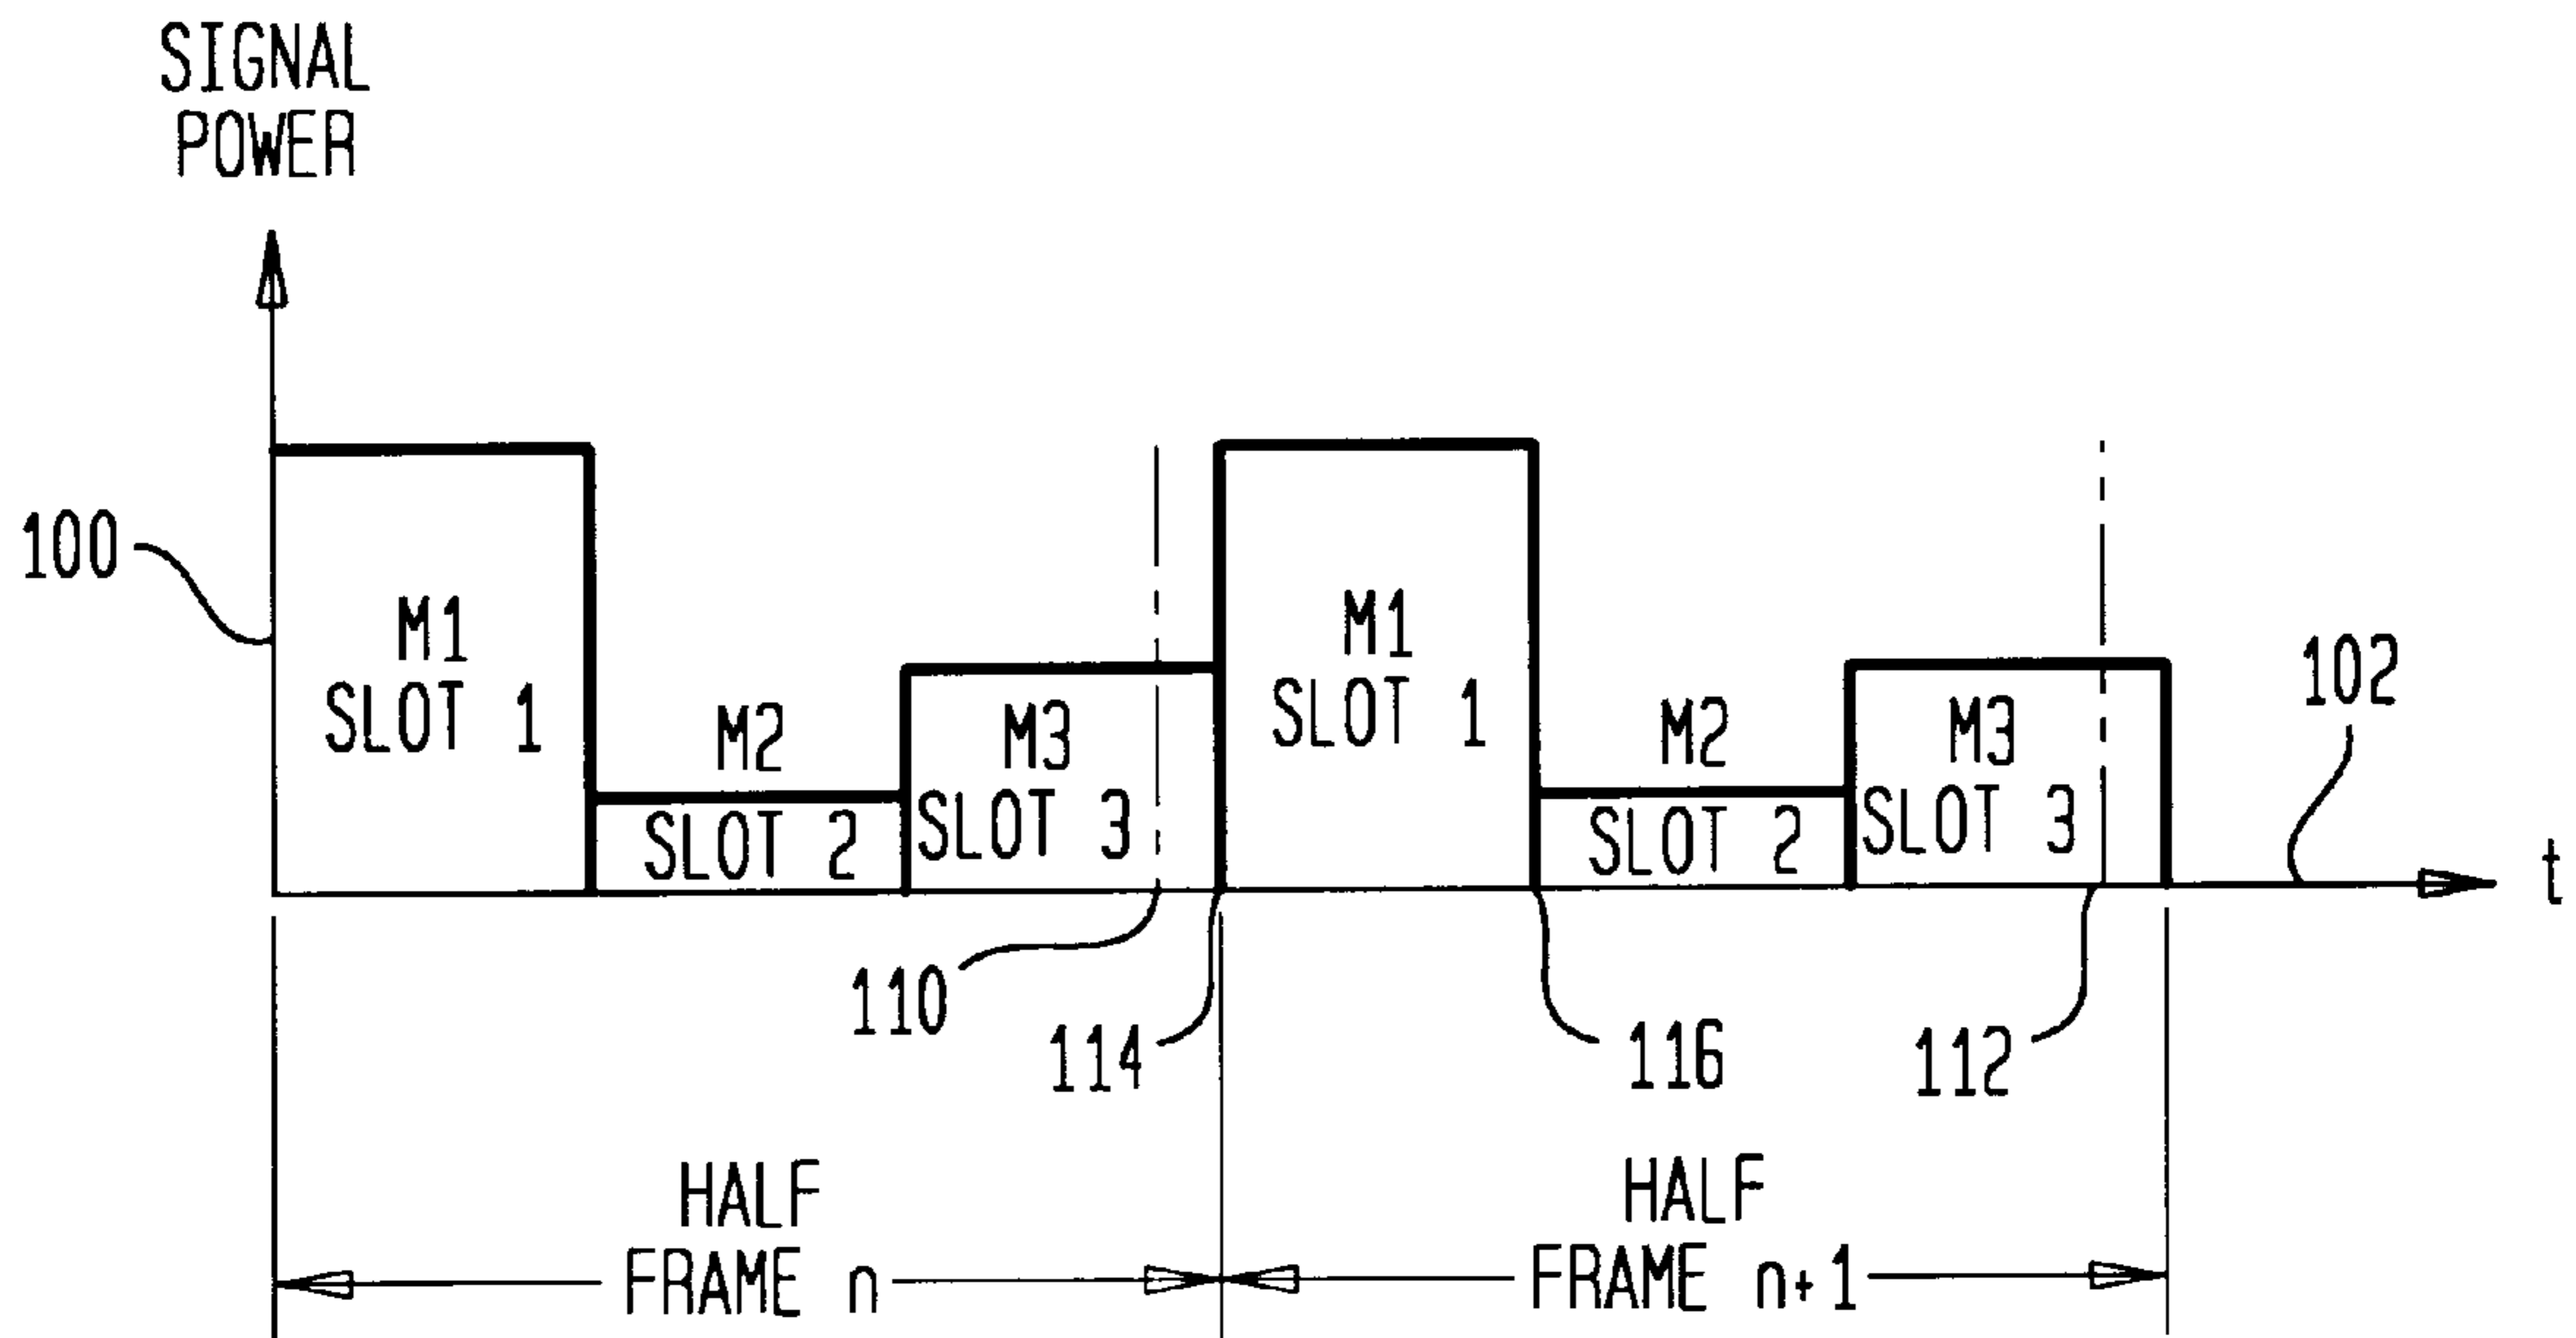 SIGNAL
POWER
100
M1
SLOT 1
M2
SLOT 2
M3
SLOT 3
M1
SLOT 1
M2
SLOT 2
M3
SLOT 3
102
t
110
114
116
112
HALF
FRAME n
HALF
FRAME n+1